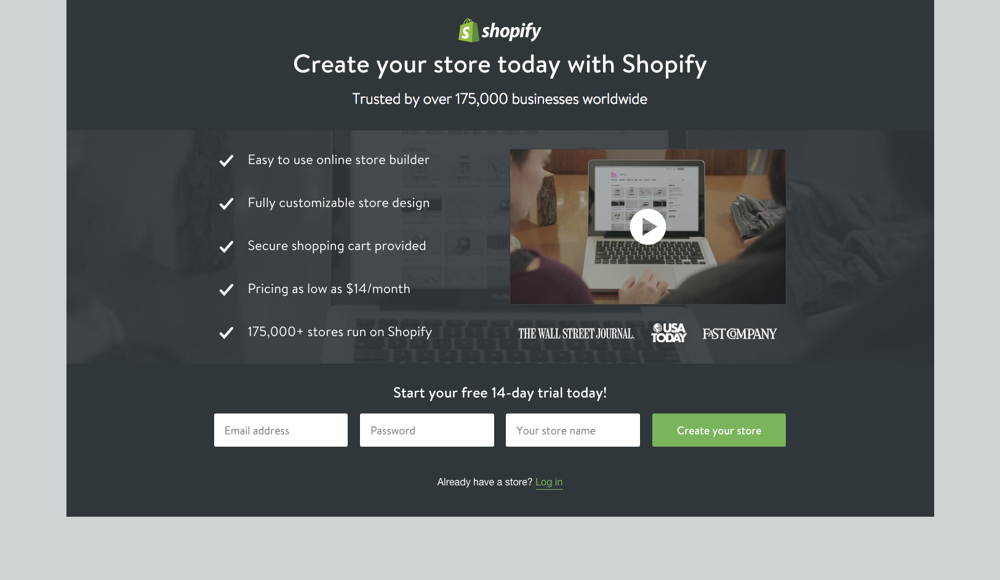 shopify
Create your store today with Shopify
Trusted by over 175,000 businesses worldwide
Easy to use online store builder
Fully customizable store design
Secure shopping cart provided
Pricing as low as $14/month
175,000+ stores run on Shopify
THE WALL STREET JOURNAL.
USA
TODAY
FAST COMPANY
Start your free 14-day trial today!
Email address
Password
Your store name
Create your store
Already have a store? Log in